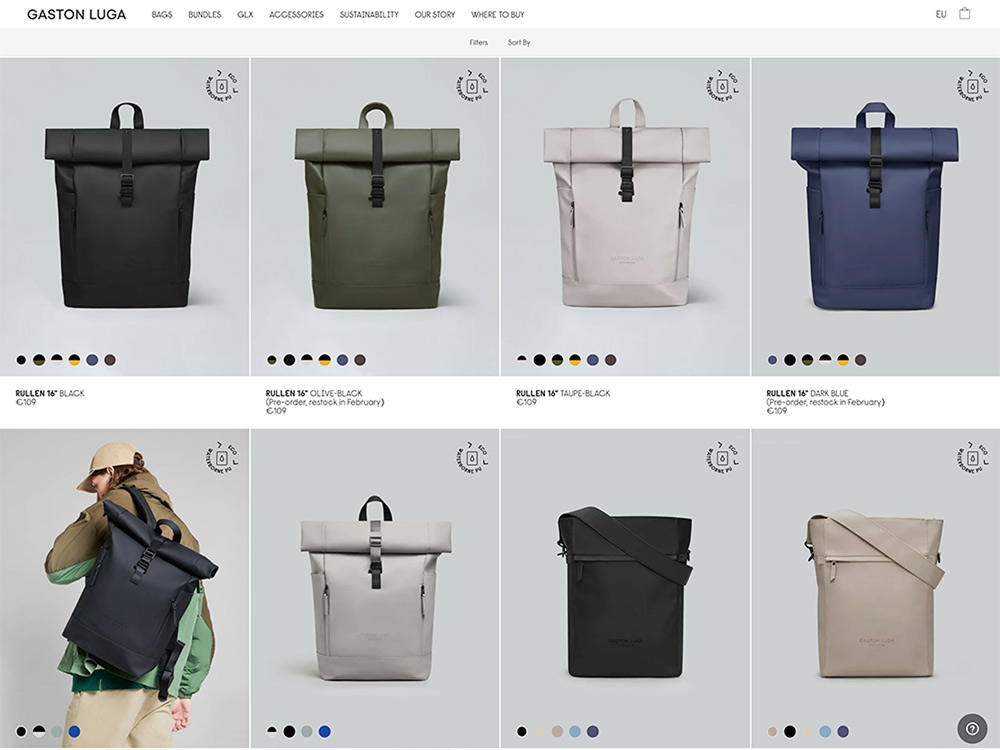 GASTON LUGA
BAGS BUNDLES GLX ACCESSORIES SUSTAINABILITY OUR STORY WHERE TO BUY
EU
Filters Sort By
ECO WATERBORNE PU
ECO WATERBORNE PU
ECO WATERBORNE PU
ECO WATERBORNE PU
GASTON LUGA
RULLEN 16" BLACK
€109
RULLEN 16" OLIVE-BLACK
(Pre-order, restock in February)
€109
RULLEN 16" TAUPE-BLACK
€109
RULLEN 16" DARK BLUE
(Pre-order, restock in February)
€109
ECO WATERBORNE PU
ECO WATERBORNE PU
ECO WATERBORNE PU
ECO WATERBORNE PU
GASTON LUGA
GASTON LUGA